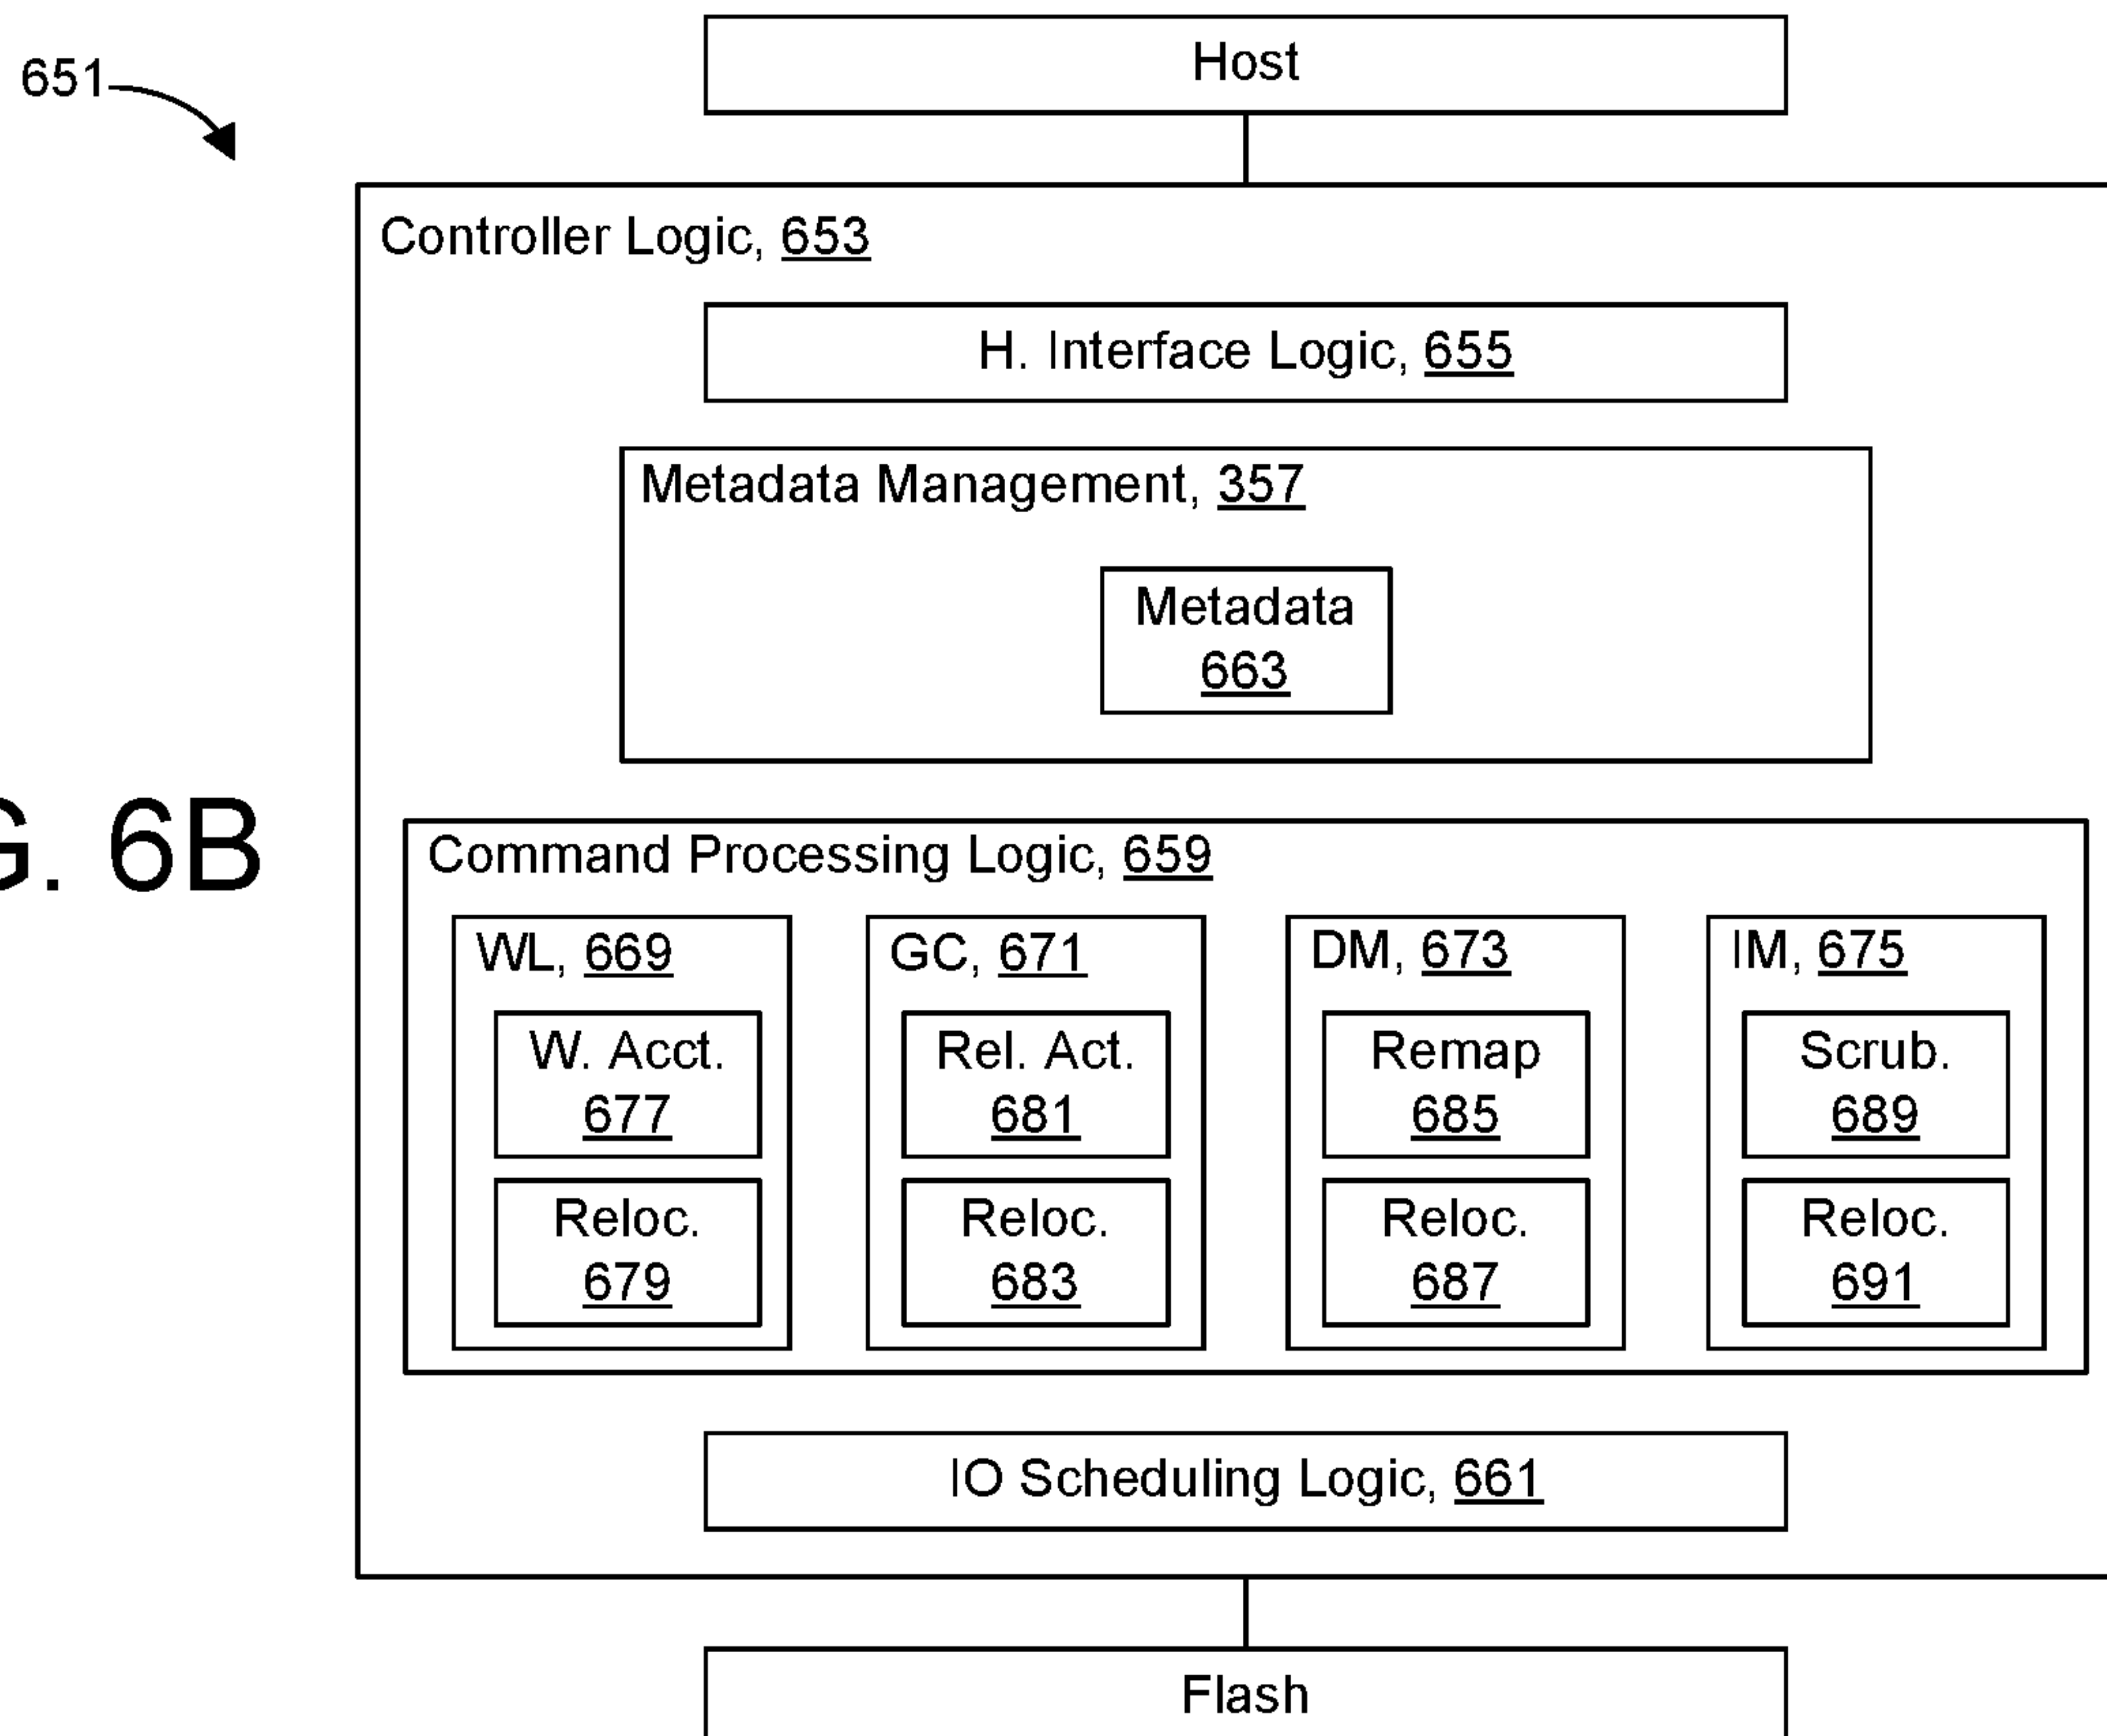 Host
651
Controller Logic, 653
H. Interface Logic, 655
Metadata Management, 357
Metadata
663
G. 6B
Command Processing Logic, 659
WL, 669
W. Acct.
677
Reloc.
679
GC, 671
Rel. Act.
681
Reloc.
683
DM, 673
Remap
685
Reloc.
687
IM, 675
Scrub.
689
Reloc.
691
IO Scheduling Logic, 661
Flash